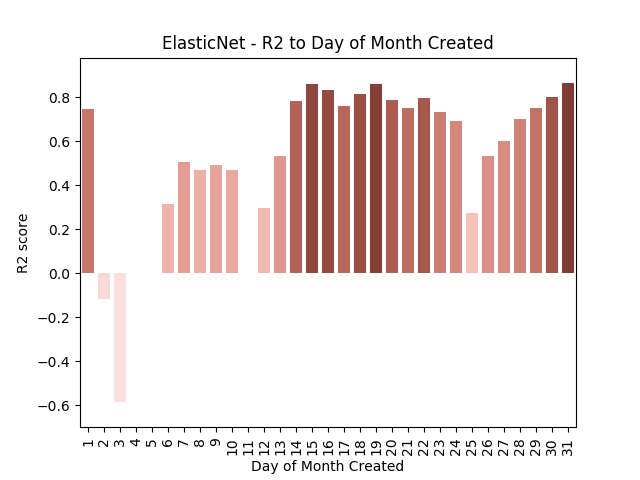 ElasticNet - R2 to Day of Month Created
R2 score
0.8
0.6
0.4
0.2
0.0
−0.2
−0.4
−0.6
1 2 3 4 5 6 7 8 9 10 11 12 13 14 15 16 17 18 19 20 21 22 23 24 25 26 27 28 29 30 31
Day of Month Created